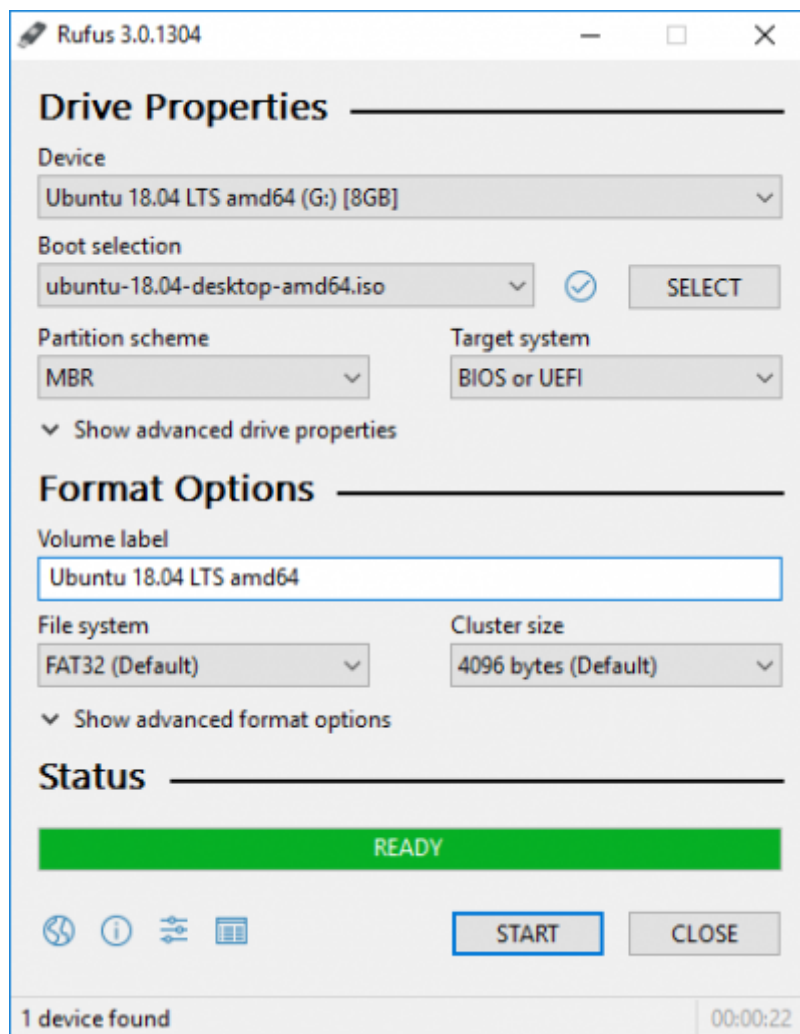 Rufus 3.0.1304
Drive Properties
Device
Ubuntu 18.04 LTS amd64 (G:) [8GB]
Boot selection
ubuntu-18.04-desktop-amd64.iso SELECT
Partition scheme Target system
MBR BIOS or UEFI
Show advanced drive properties
Format Options
Volume label
Ubuntu 18.04 LTS amd64
File system Cluster size
FAT32 (Default) 4096 bytes (Default)
Show advanced format options
Status
READY
START CLOSE
1 device found 00:00:22